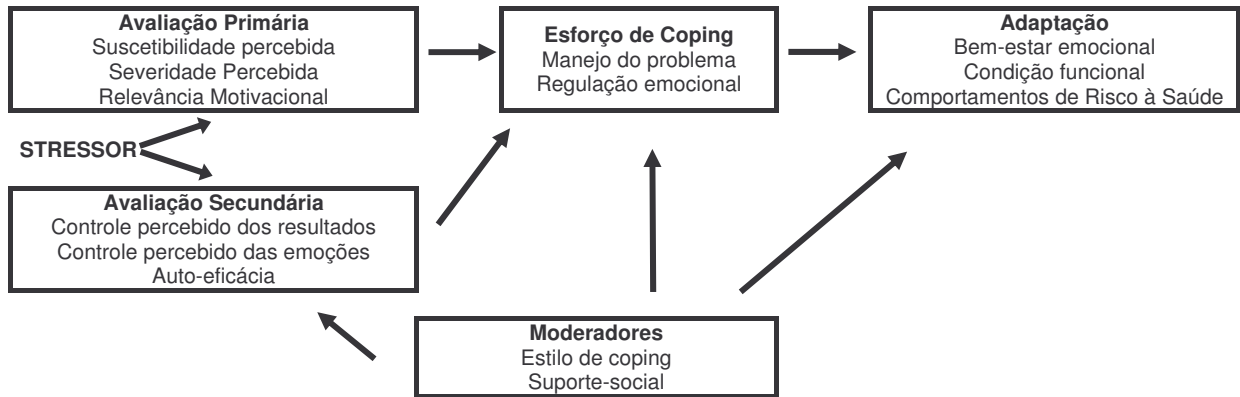 Avaliação Primária
Suscetibilidade percebida
Severidade Percebida
Relevância Motivacional
Esforço de Coping
Manejo do problema
Regulação emocional
Adaptação
Bem-estar emocional
Condição funcional
Comportamentos de Risco à Saúde
STRESSOR
Avaliação Secundária
Controle percebido dos resultados
Controle percebido das emoções
Auto-eficácia
Moderadores
Estilo de coping
Suporte-social